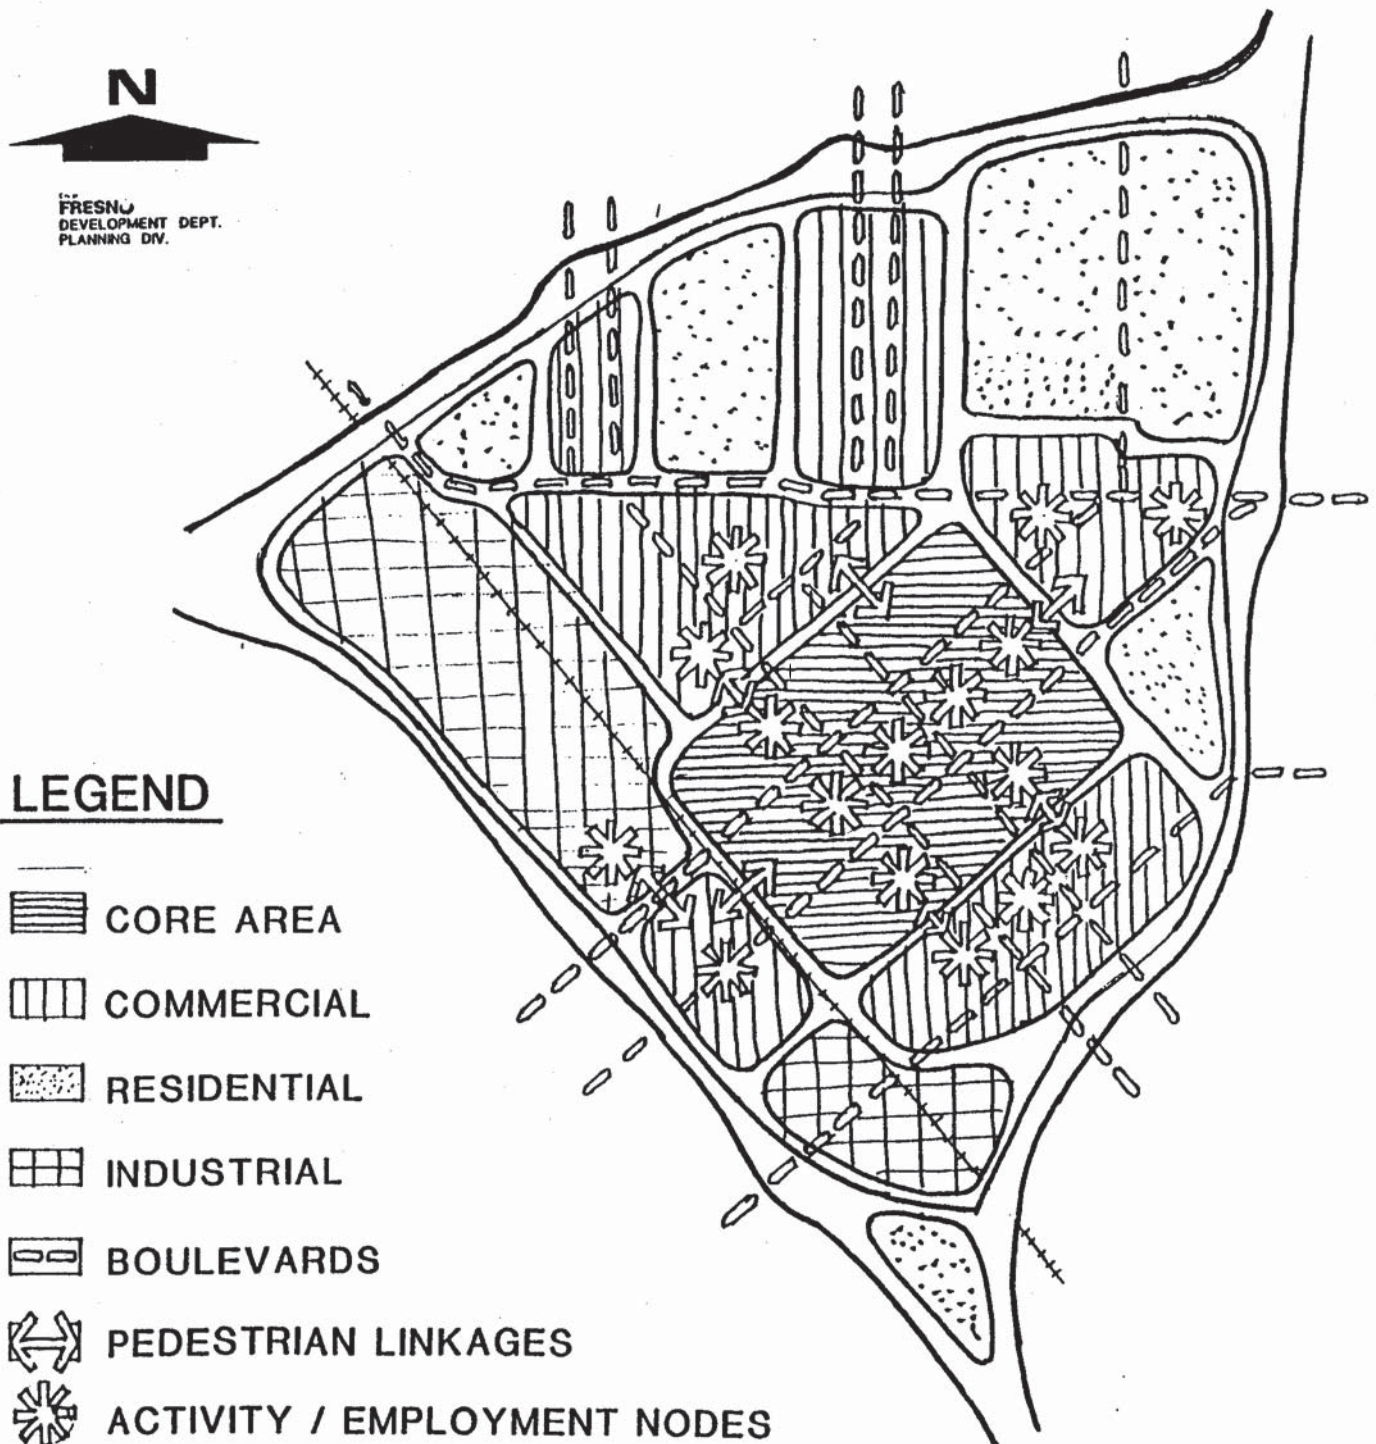 N
FRESNO
DEVELOPMENT DEPT.
PLANNING DIV.
LEGEND
CORE AREA
COMMERCIAL
RESIDENTIAL
INDUSTRIAL
BOULEVARDS
PEDESTRIAN LINKAGES
ACTIVITY / EMPLOYMENT NODES